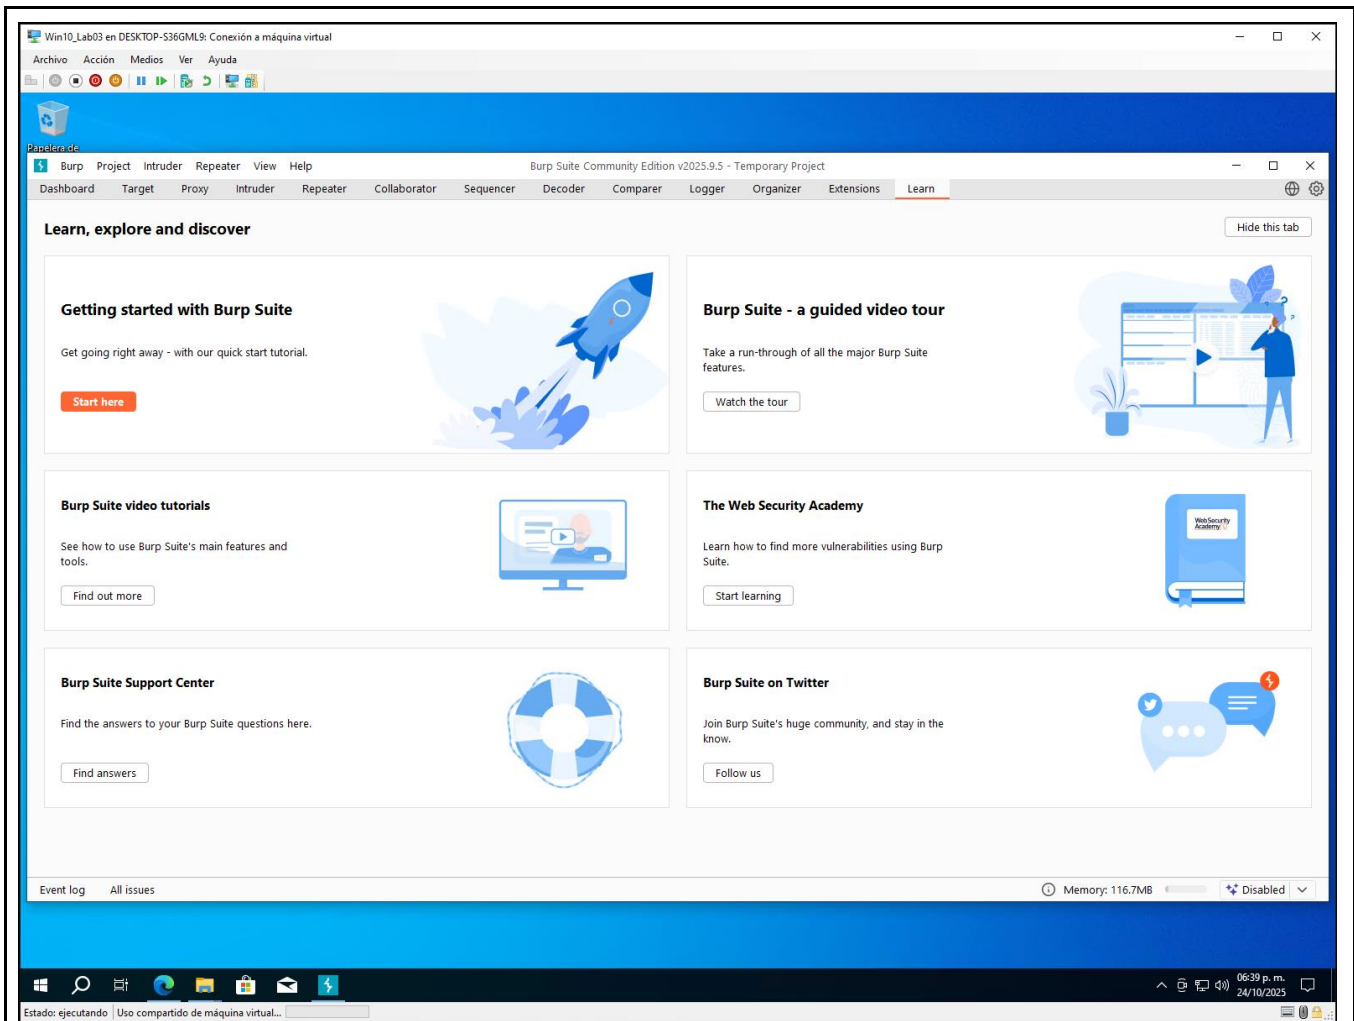 Win10_Lab03 en DESKTOP-S36GML9: Conexión a máquina virtual
Archivo Acción Medios Ver Ayuda
Papelera de
Burp Project Intruder Repeater View Help Burp Suite Community Edition v2025.9.5 - Temporary Project
Dashboard Target Proxy Intruder Repeater Collaborator Sequencer Decoder Comparer Logger Organizer Extensions Learn
Learn, explore and discover Hide this tab
Getting started with Burp Suite
Get going right away - with our quick start tutorial.
Start here
Burp Suite - a guided video tour
Take a run-through of all the major Burp Suite
features.
Watch the tour
Burp Suite video tutorials
See how to use Burp Suite's main features and
tools.
Find out more
The Web Security Academy
Learn how to find more vulnerabilities using Burp
Suite.
Start learning
WebSecurity
Academy
Burp Suite Support Center
Find the answers to your Burp Suite questions here.
Find answers
Burp Suite on Twitter
Join Burp Suite's huge community, and stay in the
know.
Follow us
Event log All issues Memory: 116.7MB Disabled
06:39 p. m.
24/10/2025
Estado: ejecutando Uso compartido de máquina virtual...